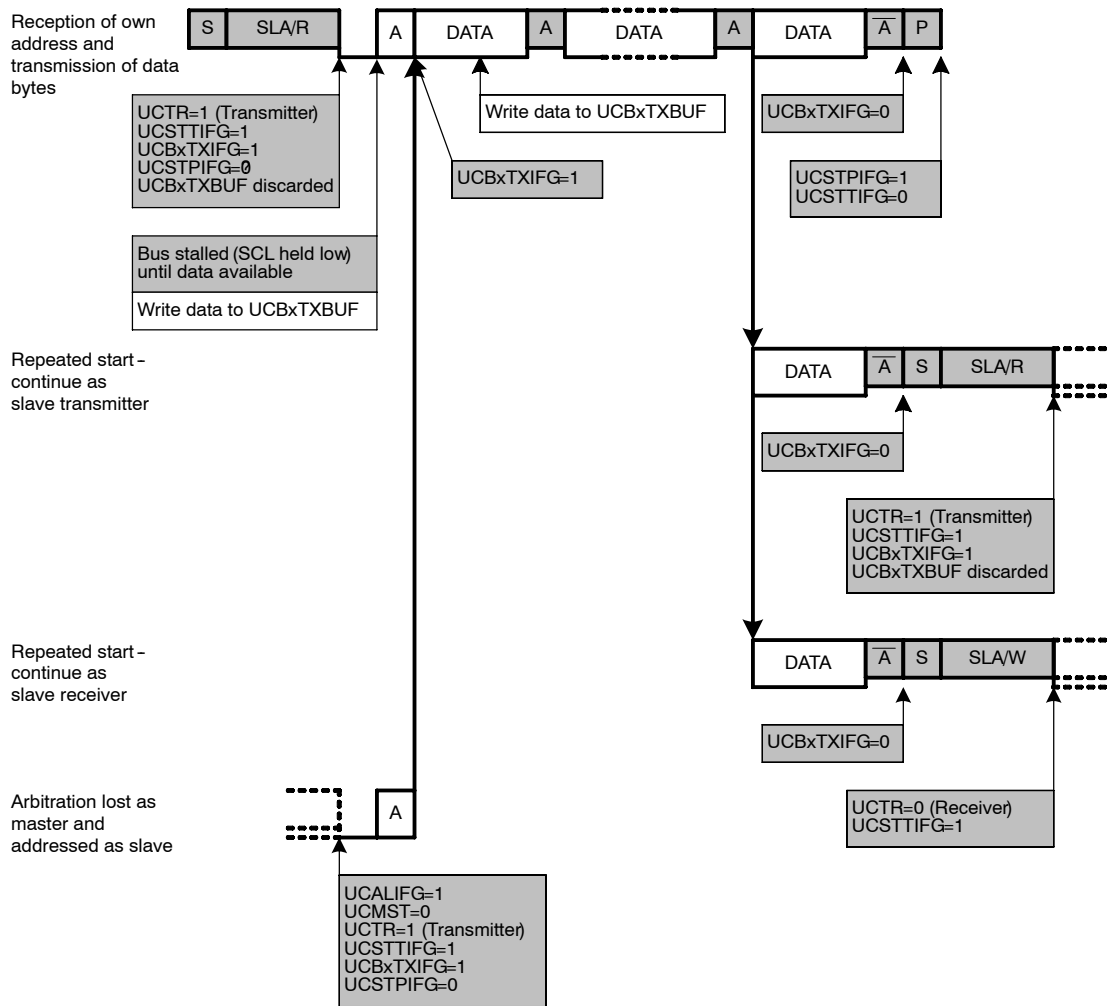 Reception of own
address and
transmission of data
bytes
S SLA/R A DATA A DATA A DATA A P
UCTR=1 (Transmitter)
UCSTTIFG=1
UCBxTXIFG=1
UCSTPIFG=0
UCBxTXBUF discarded
Write data to UCBxTXBUF
UCBxTXIFG=1
UCBxTXIFG=0
UCSTPIFG=1
UCSTTIFG=0
Bus stalled (SCL held low)
until data available
Write data to UCBxTXBUF
Repeated start –
continue as
slave transmitter
DATA A S SLA/R
UCBxTXIFG=0
UCTR=1 (Transmitter)
UCSTTIFG=1
UCBxTXIFG=1
UCBxTXBUF discarded
Repeated start –
continue as
slave receiver
DATA A S SLA/W
UCBxTXIFG=0
UCTR=0 (Receiver)
UCSTTIFG=1
Arbitration lost as
master and
addressed as slave
A
UCALIFG=1
UCMST=0
UCTR=1 (Transmitter)
UCSTTIFG=1
UCBxTXIFG=1
UCSTPIFG=0